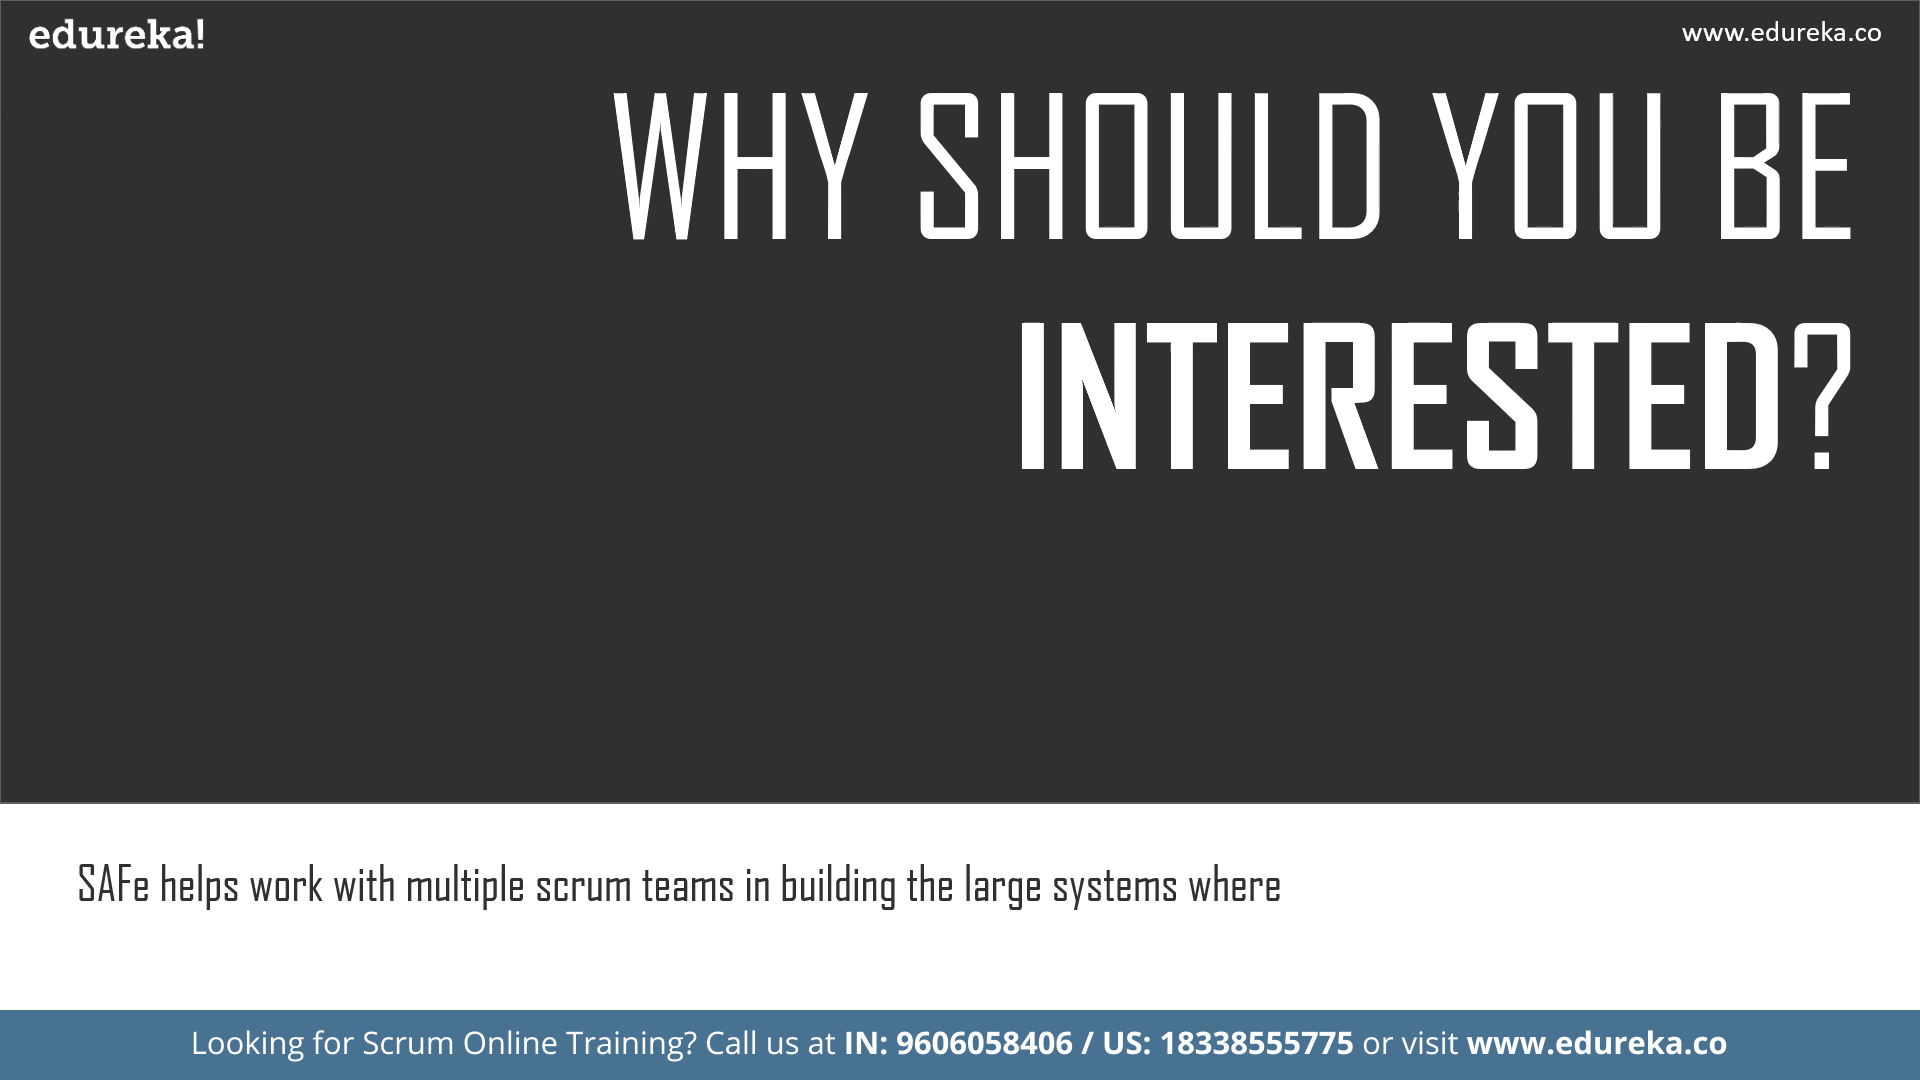 edureka!
www.edureka.co
WHY SHOULD YOU BE
INTERESTED?
SAFe helps work with multiple scrum teams in building the large systems where
Looking for Scrum Online Training? Call us at IN: 9606058406 / US: 18338555775 or visit www.edureka.co